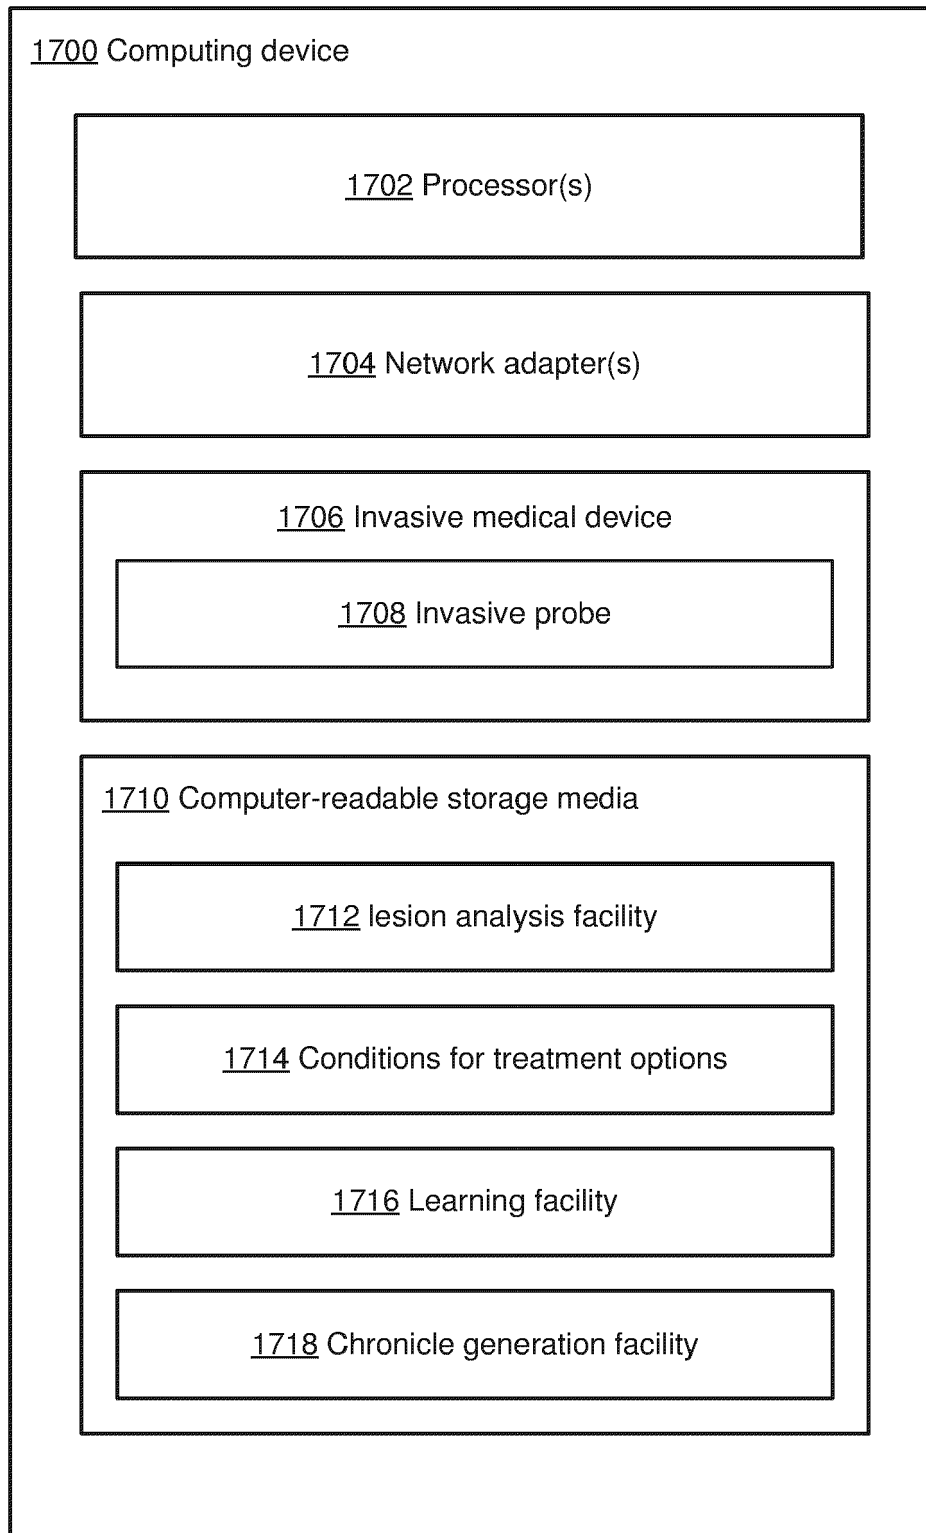 1700 Computing device
1702 Processor(s)
1704 Network adapter(s)
1706 Invasive medical device
1708 Invasive probe
1710 Computer-readable storage media
1712 lesion analysis facility
1714 Conditions for treatment options
1716 Learning facility
1718 Chronicle generation facility